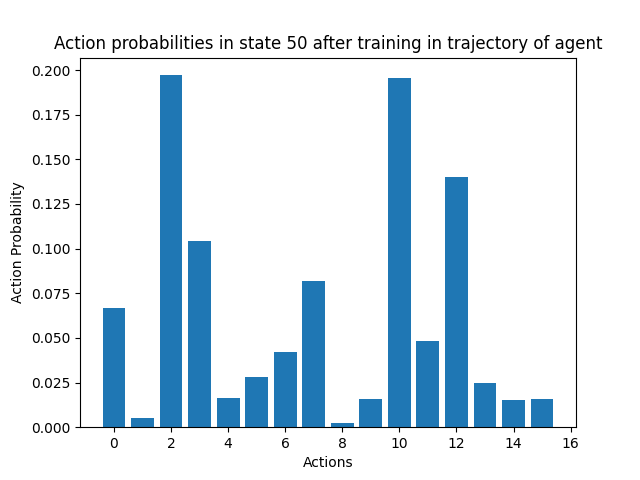 Action probabilities in state 50 after training in trajectory of agent
0.200
0.175
0.150
0.125
0.100
0.075
0.050
0.025
0.000
Action Probability
0 2 4 6 8 10 12 14 16
Actions